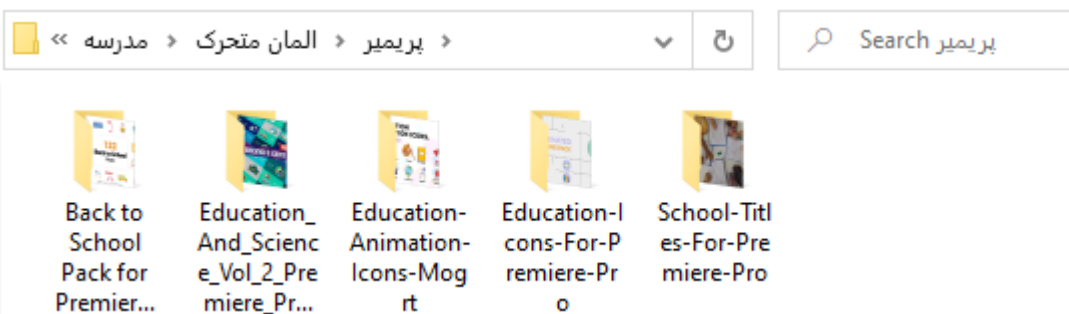 « مدرسه › المان متحرک › پریمیر ›
Search پریمیر
Back to
School
Pack for
Premier...
Education_
And_Scienc
e_Vol_2_Pre
miere_Pr...
Education-
Animation-
Icons-Mog
rt
Education-I
cons-For-P
remiere-Pr
o
School-Titl
es-For-Pre
miere-Pro